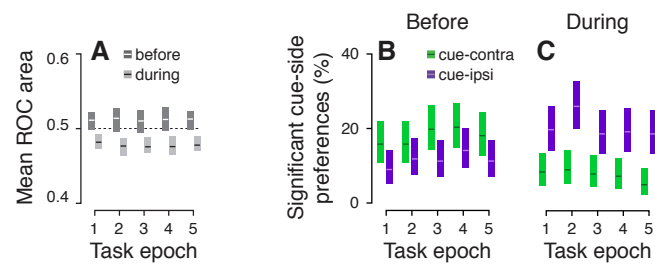 Before During
A
before
during
0.6
0.5
0.4
Mean ROC area
1 2 3 4 5
Task epoch
B
cue-contra
cue-ipsi
40
20
0
Significant cue-side
preferences (%)
1 2 3 4 5
Task epoch
C
1 2 3 4 5
Task epoch